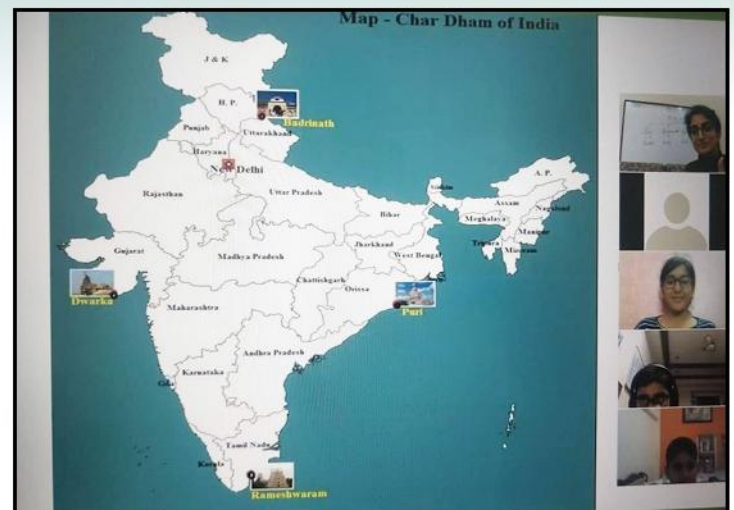 Map - Char Dham of India
J & K
H. P.
Badrinath
Punjab
Uttarakhand
Haryana
New Delhi
Rajasthan
Uttar Pradesh
Sikkim
A. P.
Assam
Nagaland
Bihar
Meghalaya
Manipur
Gujarat
Jharkhand
Tripura
Mizoram
Madhya Pradesh
West Bengal
Chattishgarh
Orissa
Dwarka
Maharashtra
Puri
Andhra Pradesh
Karnataka
Goa
Tamil Nadu
Kerala
Rameshwaram